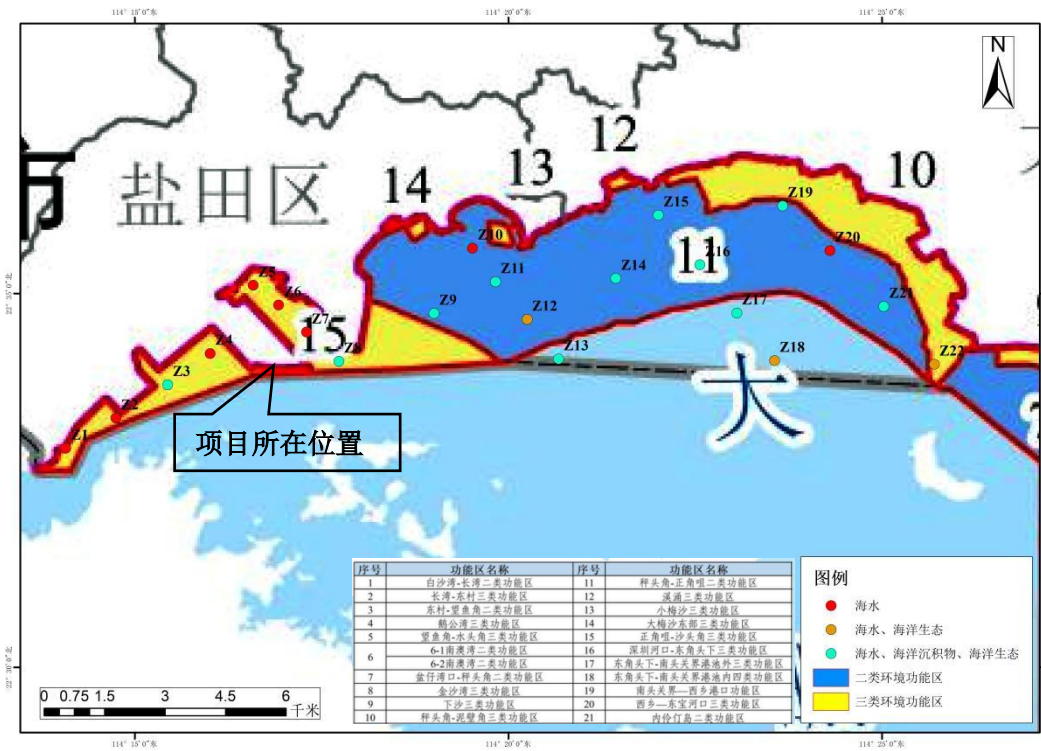 114° 15′0″东
114° 20′0″东
114° 25′0″东
N
12
13
14
10
盐田区
市
Z19
Z15
Z10
Z20
11
Z16
Z5
Z11
Z14
22° 35′0″北
Z6
Z9
Z12
Z17
Z21
Z7
15
Z8
Z13
Z18
Z22
Z4
Z3
大
Z2
项目所在位置
Z1
序号 功能区名称 序号 功能区名称
1 白沙湾-长湾二类功能区 11 秤头角-正角咀二类功能区
2 长湾-东村三类功能区 12 溪涌三类功能区
3 东村-望鱼角二类功能区 13 小梅沙三类功能区
4 鹅公湾三类功能区 14 大梅沙东部三类功能区
5 望鱼角-水头角三类功能区 15 正角咀-沙头角三类功能区
6 6-1南澳湾二类功能区 16 深圳河口-东角头下三类功能区
6-2南澳湾二类功能区 17 东角头下-南头关界港池外三类功能区
7 盆仔湾口-秤头角二类功能区 18 东角头下-南头关界港池内四类功能区
8 金沙湾三类功能区 19 南头关界—西乡港口功能区
9 下沙三类功能区 20 西乡—东宝河口三类功能区
10 秤头角-泥壁角三类功能区 21 内伶仃岛二类功能区
图例
海水
海水、海洋生态
海水、海洋沉积物、海洋生态
二类环境功能区
三类环境功能区
22° 30′0″北
0 0.75 1.5 3 4.5 6
千米
114° 15′0″东
114° 20′0″东
114° 25′0″东